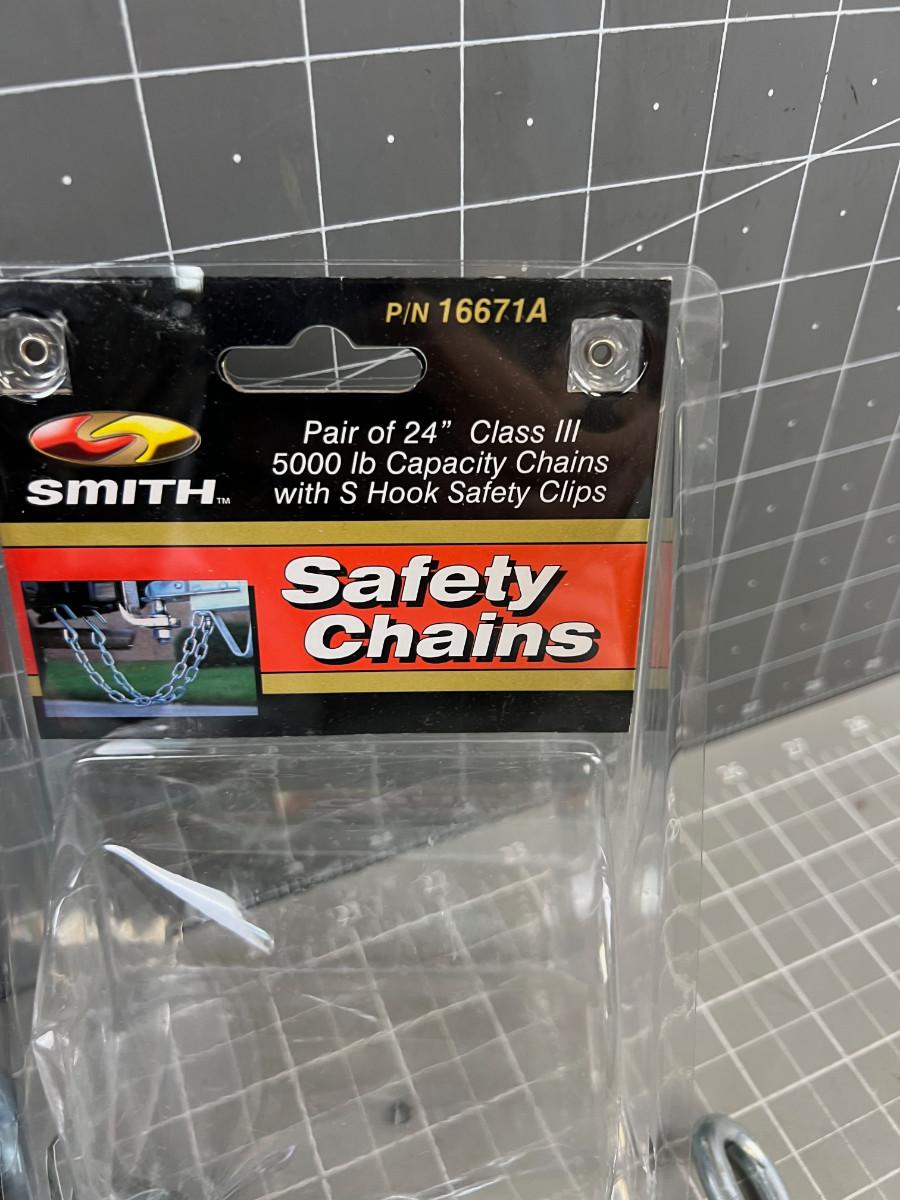 P/N 16671A
Pair of 24” Class III
5000 lb Capacity Chains
with S Hook Safety Clips
SMITH™
Safety
Chains